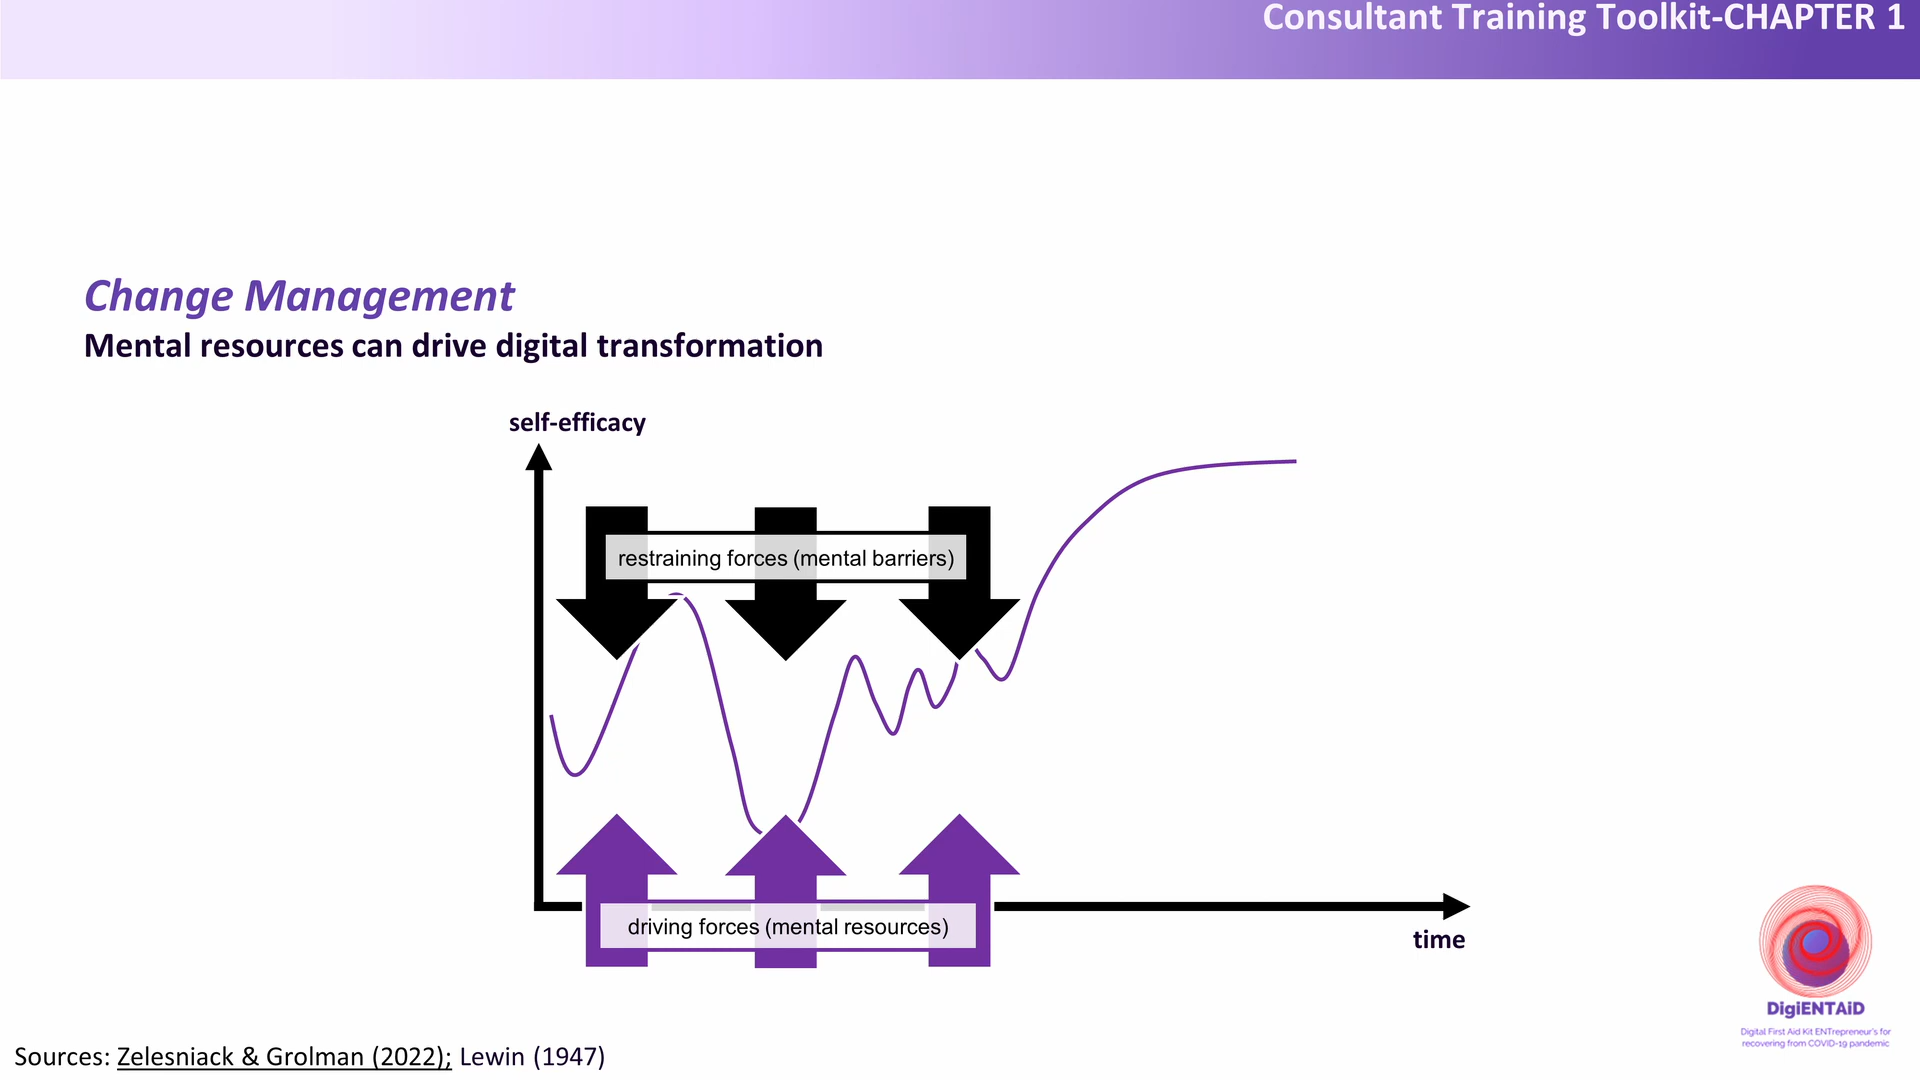 Consultant Training Toolkit-CHAPTER 1
Change Management
Mental resources can drive digital transformation
self-efficacy
restraining forces (mental barriers)
driving forces (mental resources)
time
DigiENTAiD
Digital First Aid Kit ENTrepreneur's for
recovering from COVID-19 pandemic
Sources: Zelesniack & Grolman (2022); Lewin (1947)